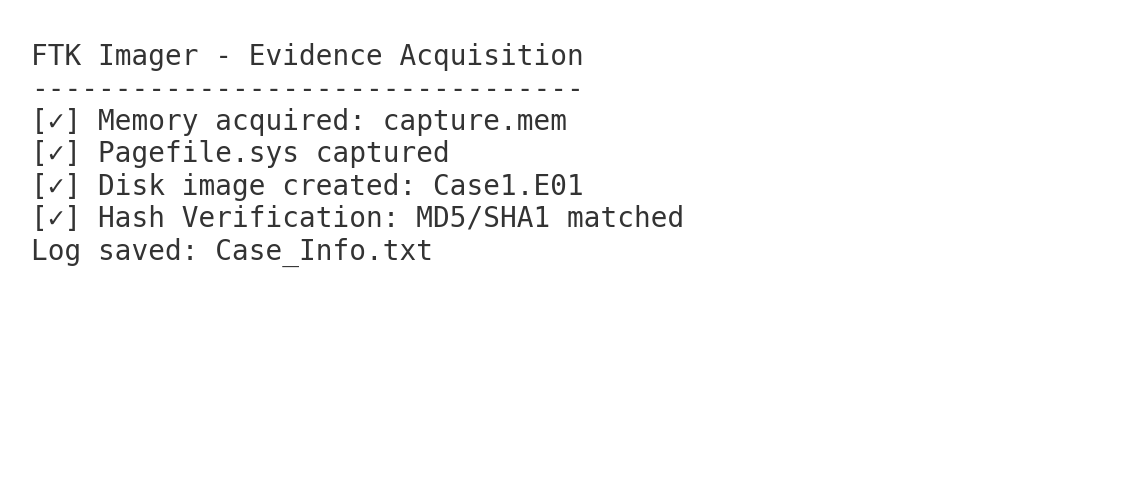 FTK Imager - Evidence Acquisition
---------------------------------
[✓] Memory acquired: capture.mem
[✓] Pagefile.sys captured
[✓] Disk image created: Case1.E01
[✓] Hash Verification: MD5/SHA1 matched
Log saved: Case_Info.txt